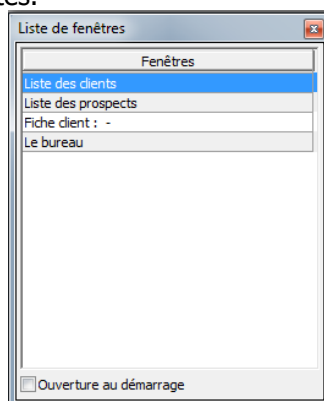 Liste de fenêtres
Fenêtres
Liste des clients
Liste des prospects
Fiche client : -
Le bureau
Ouverture au démarrage